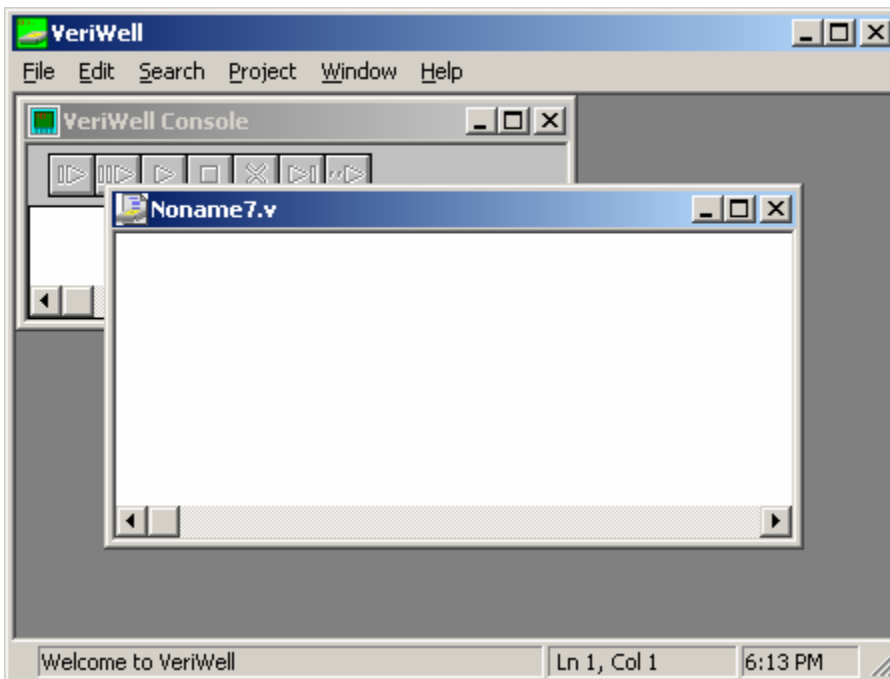 VeriWell
File Edit Search Project Window Help
VeriWell Console
Noname7.v
Welcome to VeriWell Ln 1, Col 1 6:13 PM